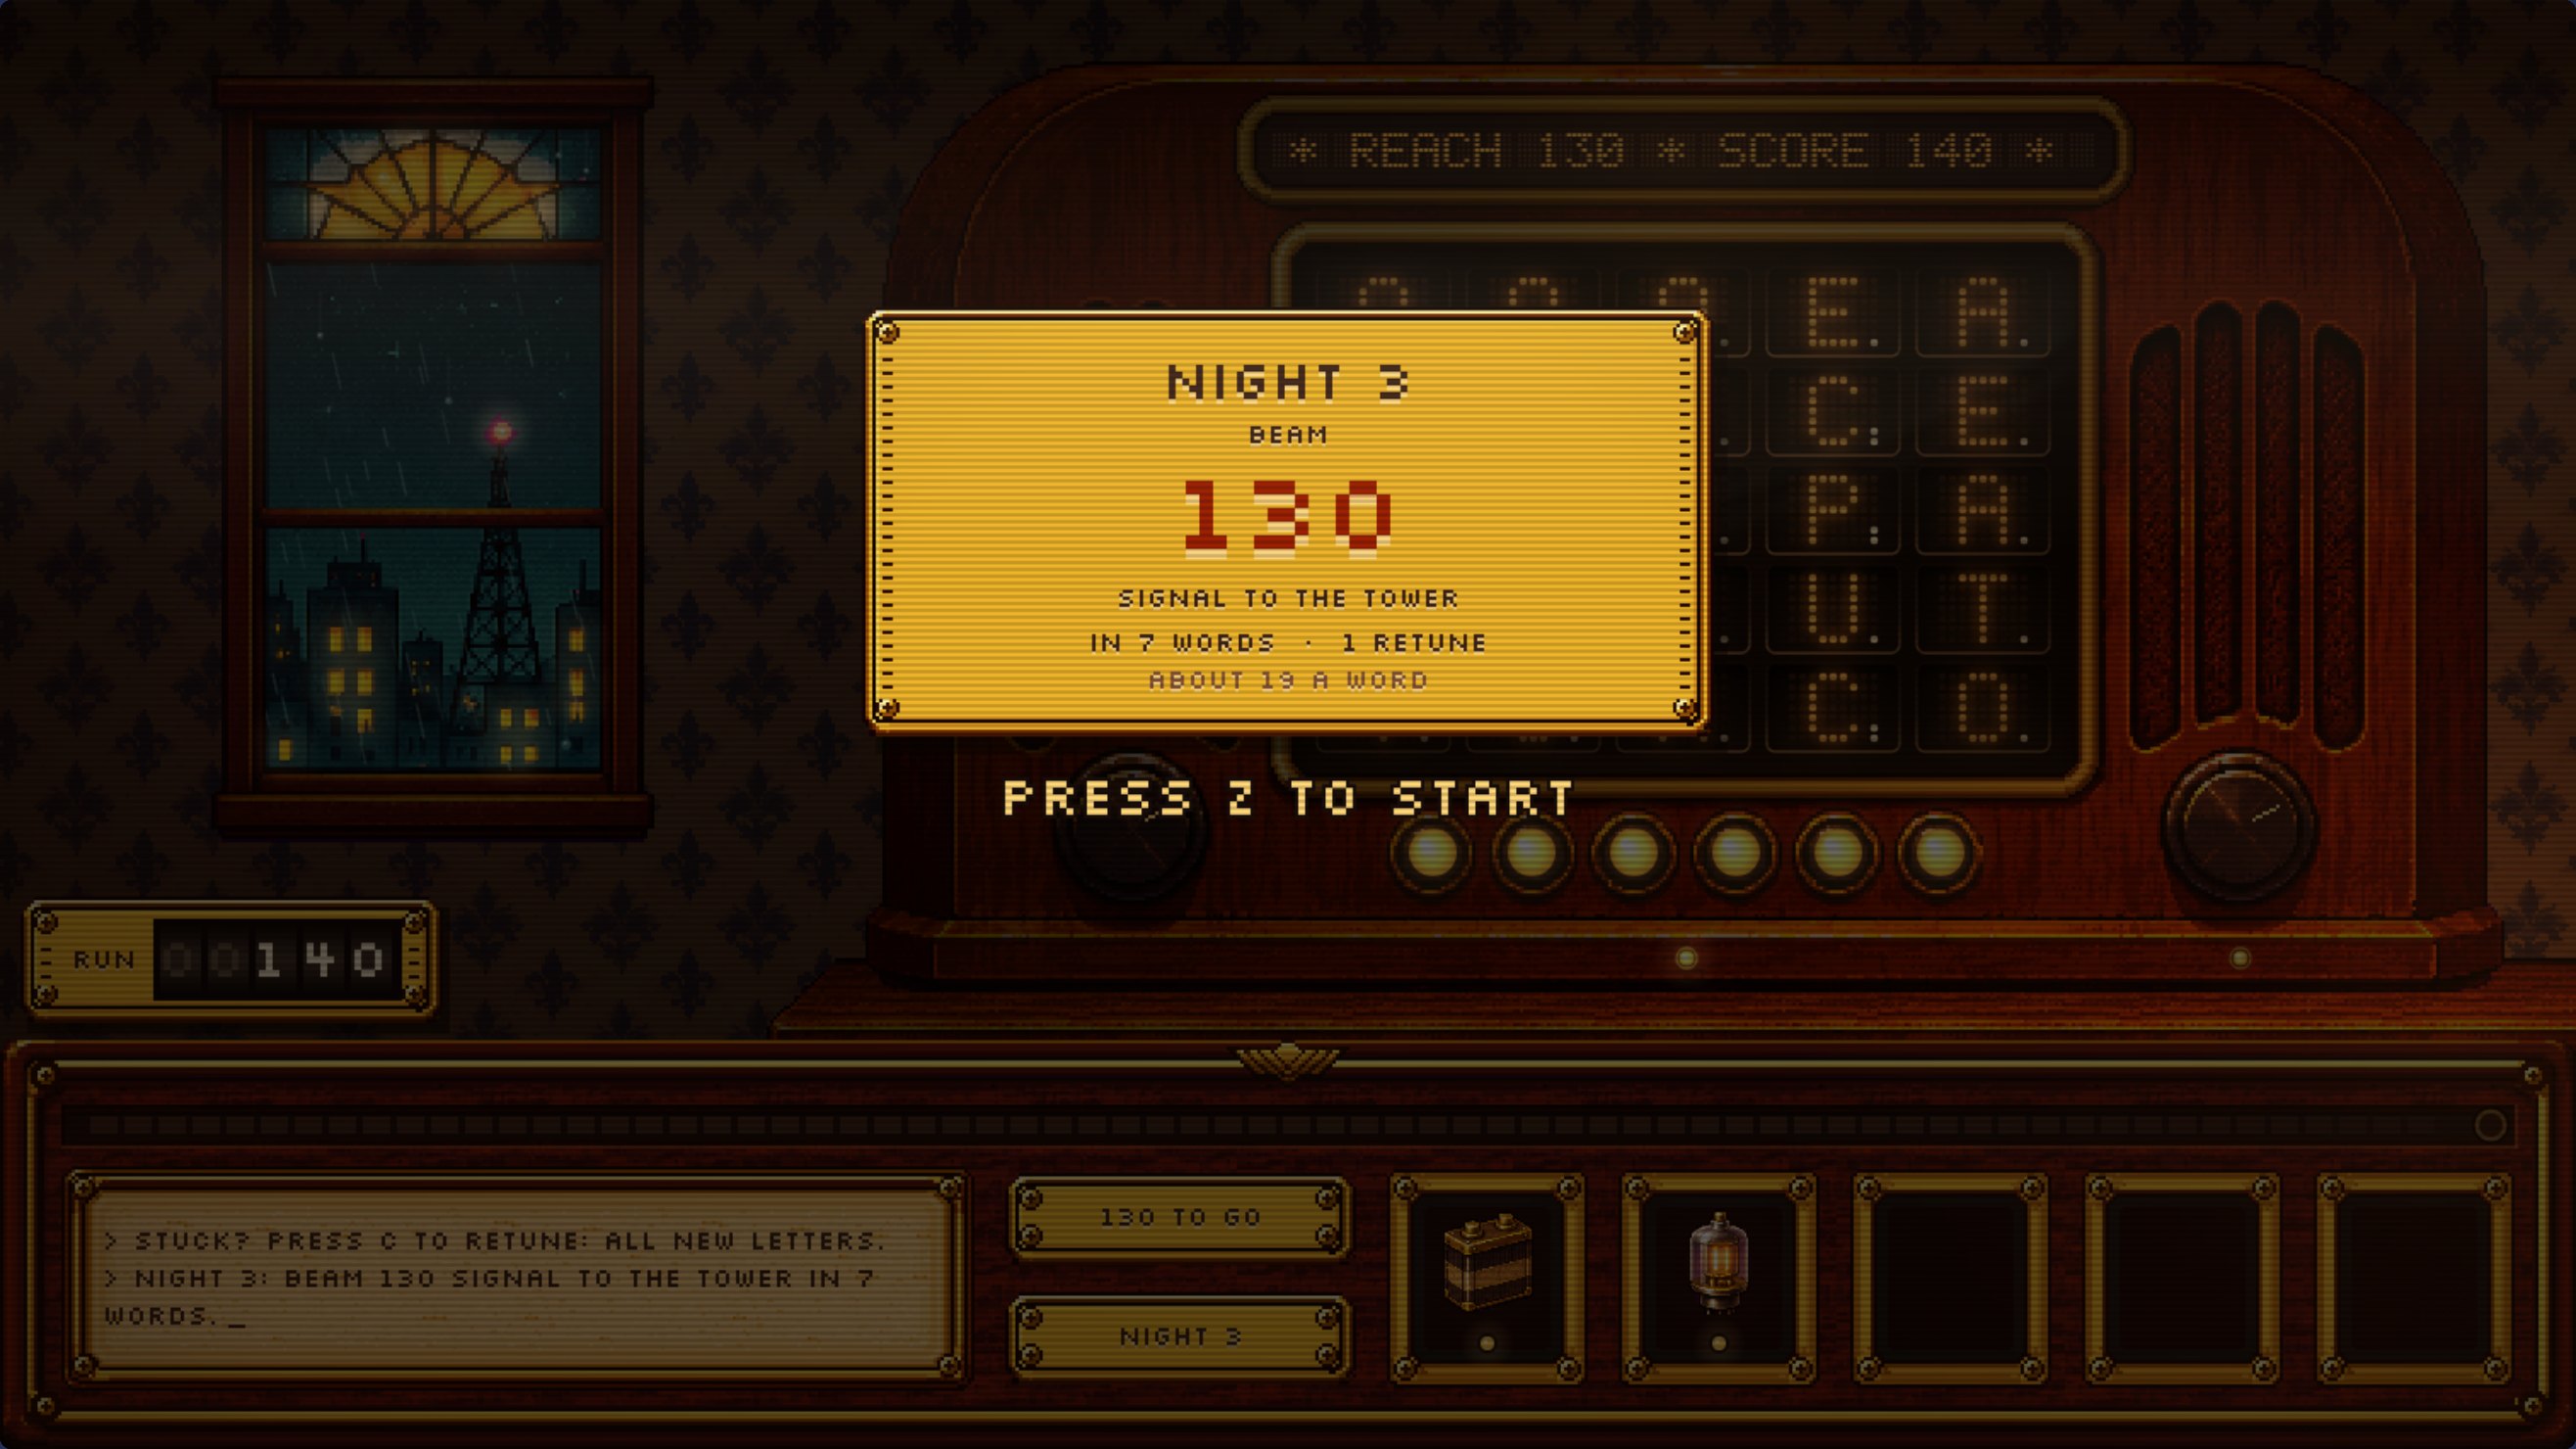 * REACH 130 * SCORE 140 *
E. A.
C: E.
P: A.
U. T.
C: O.
NIGHT 3
BEAM
130
SIGNAL TO THE TOWER
IN 7 WORDS · 1 RETUNE
ABOUT 19 A WORD
PRESS Z TO START
RUN 00140
> STUCK? PRESS C TO RETUNE: ALL NEW LETTERS.
> NIGHT 3: BEAM 130 SIGNAL TO THE TOWER IN 7
WORDS._
130 TO GO
NIGHT 3